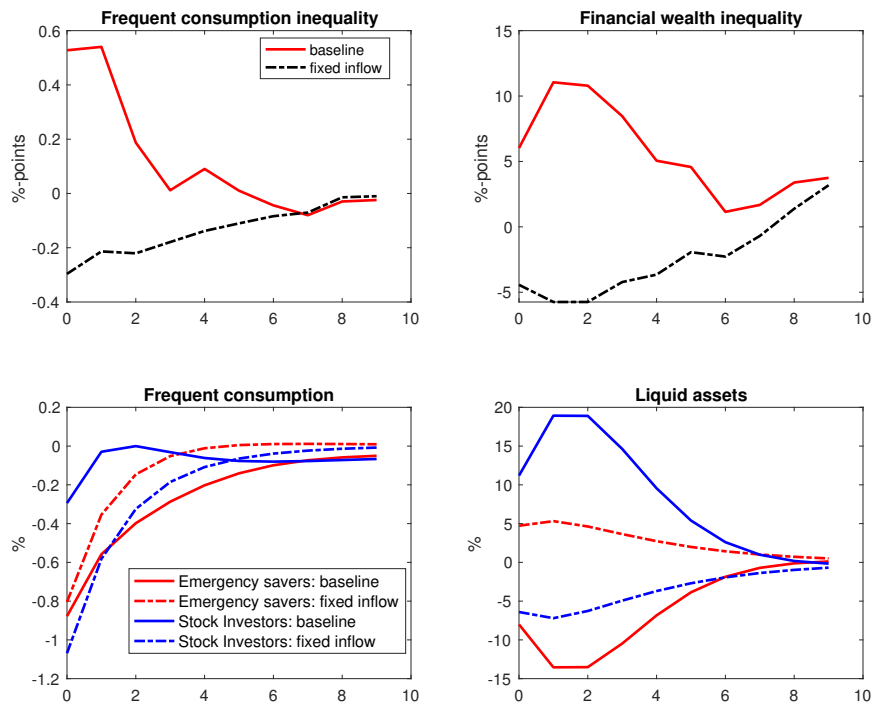 Frequent consumption inequality
0.6
0.4
0.2
0
-0.2
-0.4
%-points
baseline
fixed inflow
0 2 4 6 8 10
Financial wealth inequality
15
10
5
0
-5
%-points
0 2 4 6 8 10
Frequent consumption
0.2
0
-0.2
-0.4
-0.6
-0.8
-1
-1.2
%
Emergency savers: baseline
Emergency savers: fixed inflow
Stock Investors: baseline
Stock Investors: fixed inflow
0 2 4 6 8 10
Liquid assets
20
15
10
5
0
-5
-10
-15
%
0 2 4 6 8 10